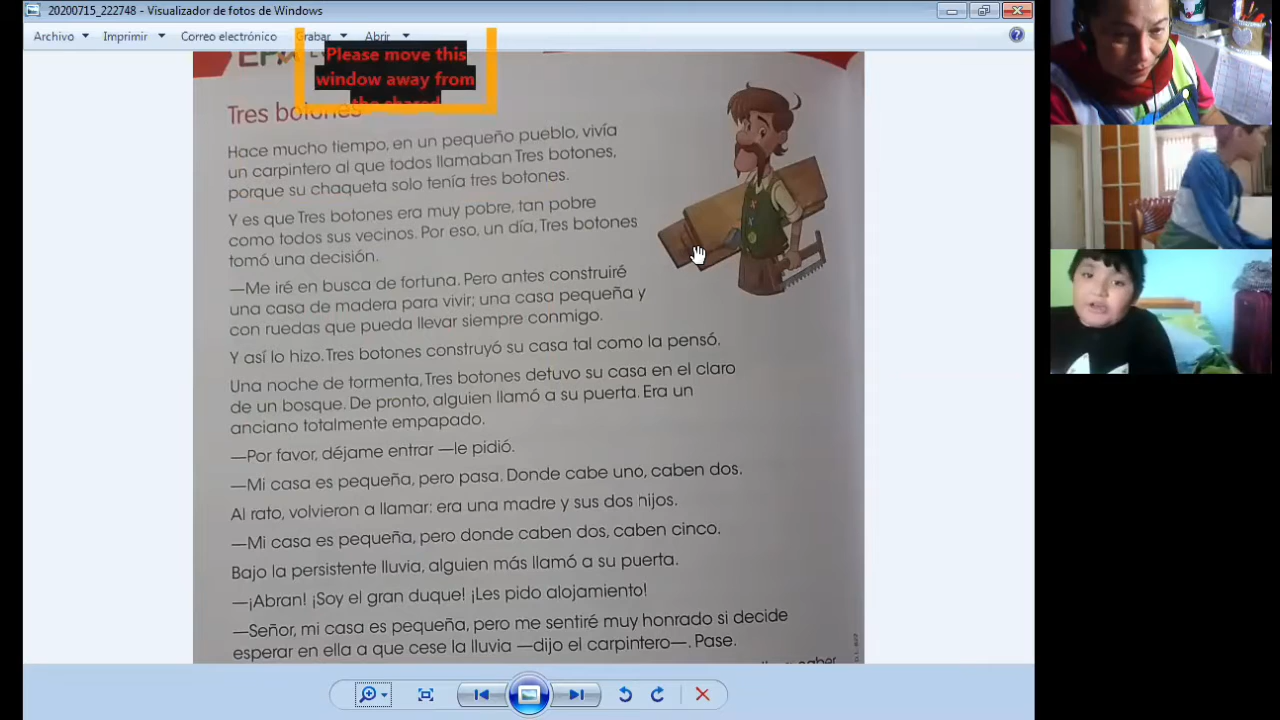 20200715_222748 - Visualizador de fotos de Windows
Archivo Imprimir Correo electrónico Grabar Abrir
Please move this
window away from
the shared
Tres botones
Hace mucho tiempo, en un pequeño pueblo, vivía
un carpintero al que todos llamaban Tres botones,
porque su chaqueta solo tenía tres botones.
Y es que Tres botones era muy pobre, tan pobre
como todos sus vecinos. Por eso, un día, Tres botones
tomó una decisión.
—Me iré en busca de fortuna. Pero antes construiré
una casa de madera para vivir; una casa pequeña y
con ruedas que pueda llevar siempre conmigo.
Y así lo hizo. Tres botones construyó su casa tal como la pensó.
Una noche de tormenta, Tres botones detuvo su casa en el claro
de un bosque. De pronto, alguien llamó a su puerta. Era un
anciano totalmente empapado.
—Por favor, déjame entrar —le pidió.
—Mi casa es pequeña, pero pasa. Donde cabe uno, caben dos.
Al rato, volvieron a llamar: era una madre y sus dos hijos.
—Mi casa es pequeña, pero donde caben dos, caben cinco.
Bajo la persistente lluvia, alguien más llamó a su puerta.
—¡Abran! ¡Soy el gran duque! ¡Les pido alojamiento!
—Señor, mi casa es pequeña, pero me sentiré muy honrado si decide
esperar en ella a que cese la lluvia —dijo el carpintero—. Pase.
saber